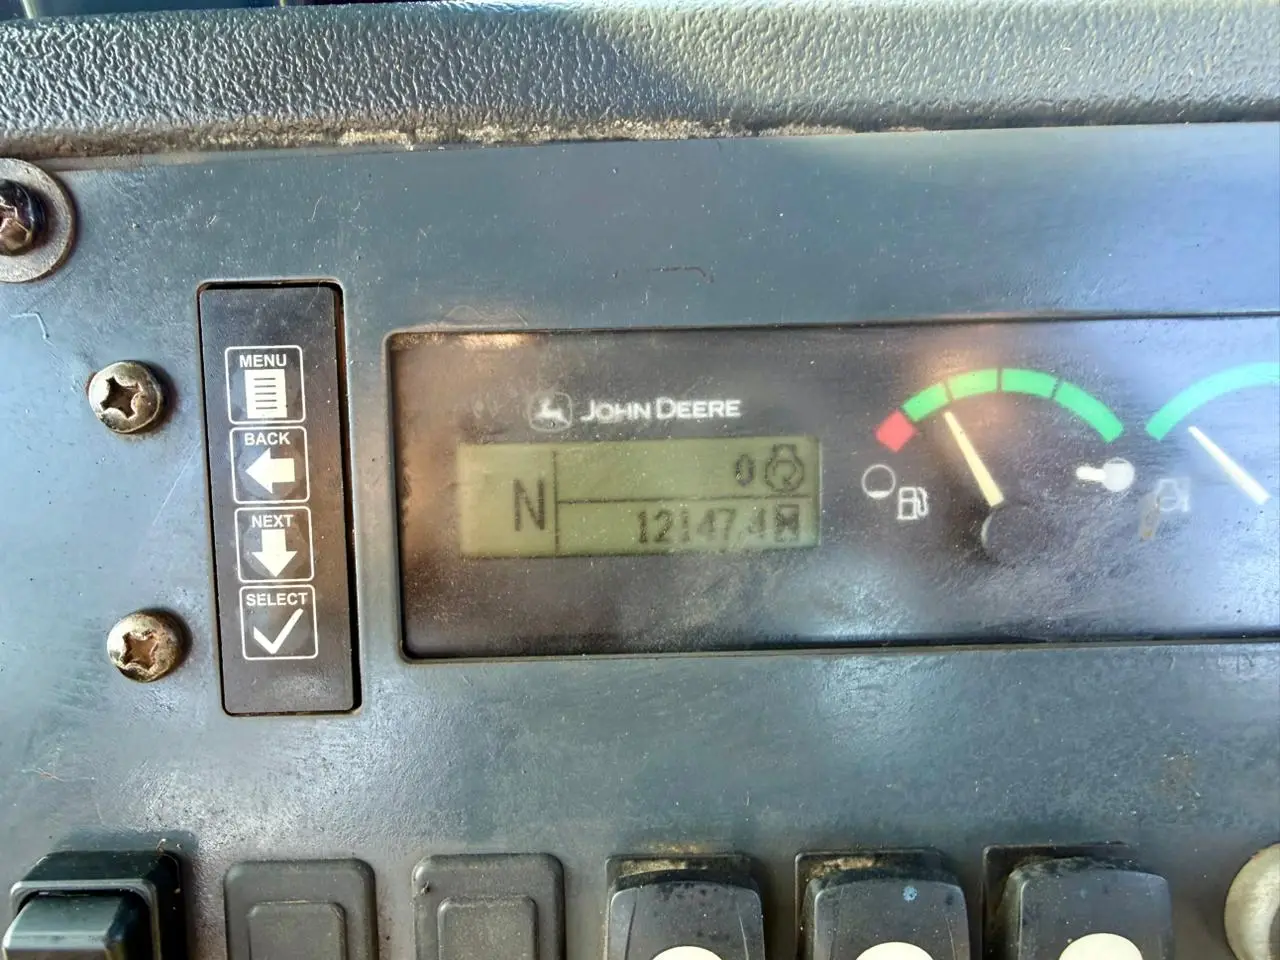 MENU
BACK
NEXT
SELECT
JOHN DEERE
N
0
12147.4